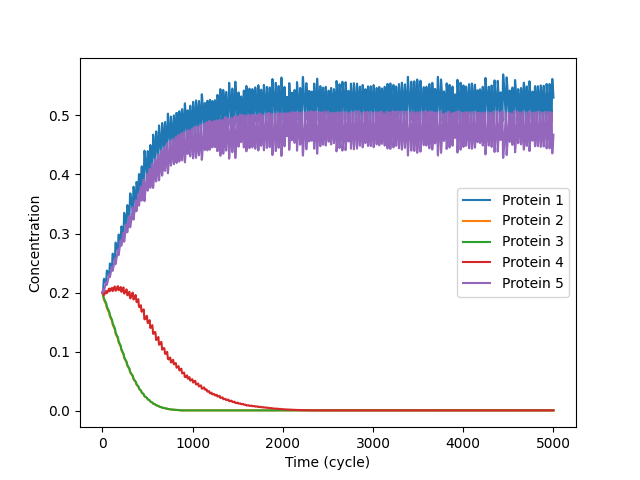 Concentration
0.5
0.4
0.3
0.2
0.1
0.0
Protein 1
Protein 2
Protein 3
Protein 4
Protein 5
0 1000 2000 3000 4000 5000
Time (cycle)